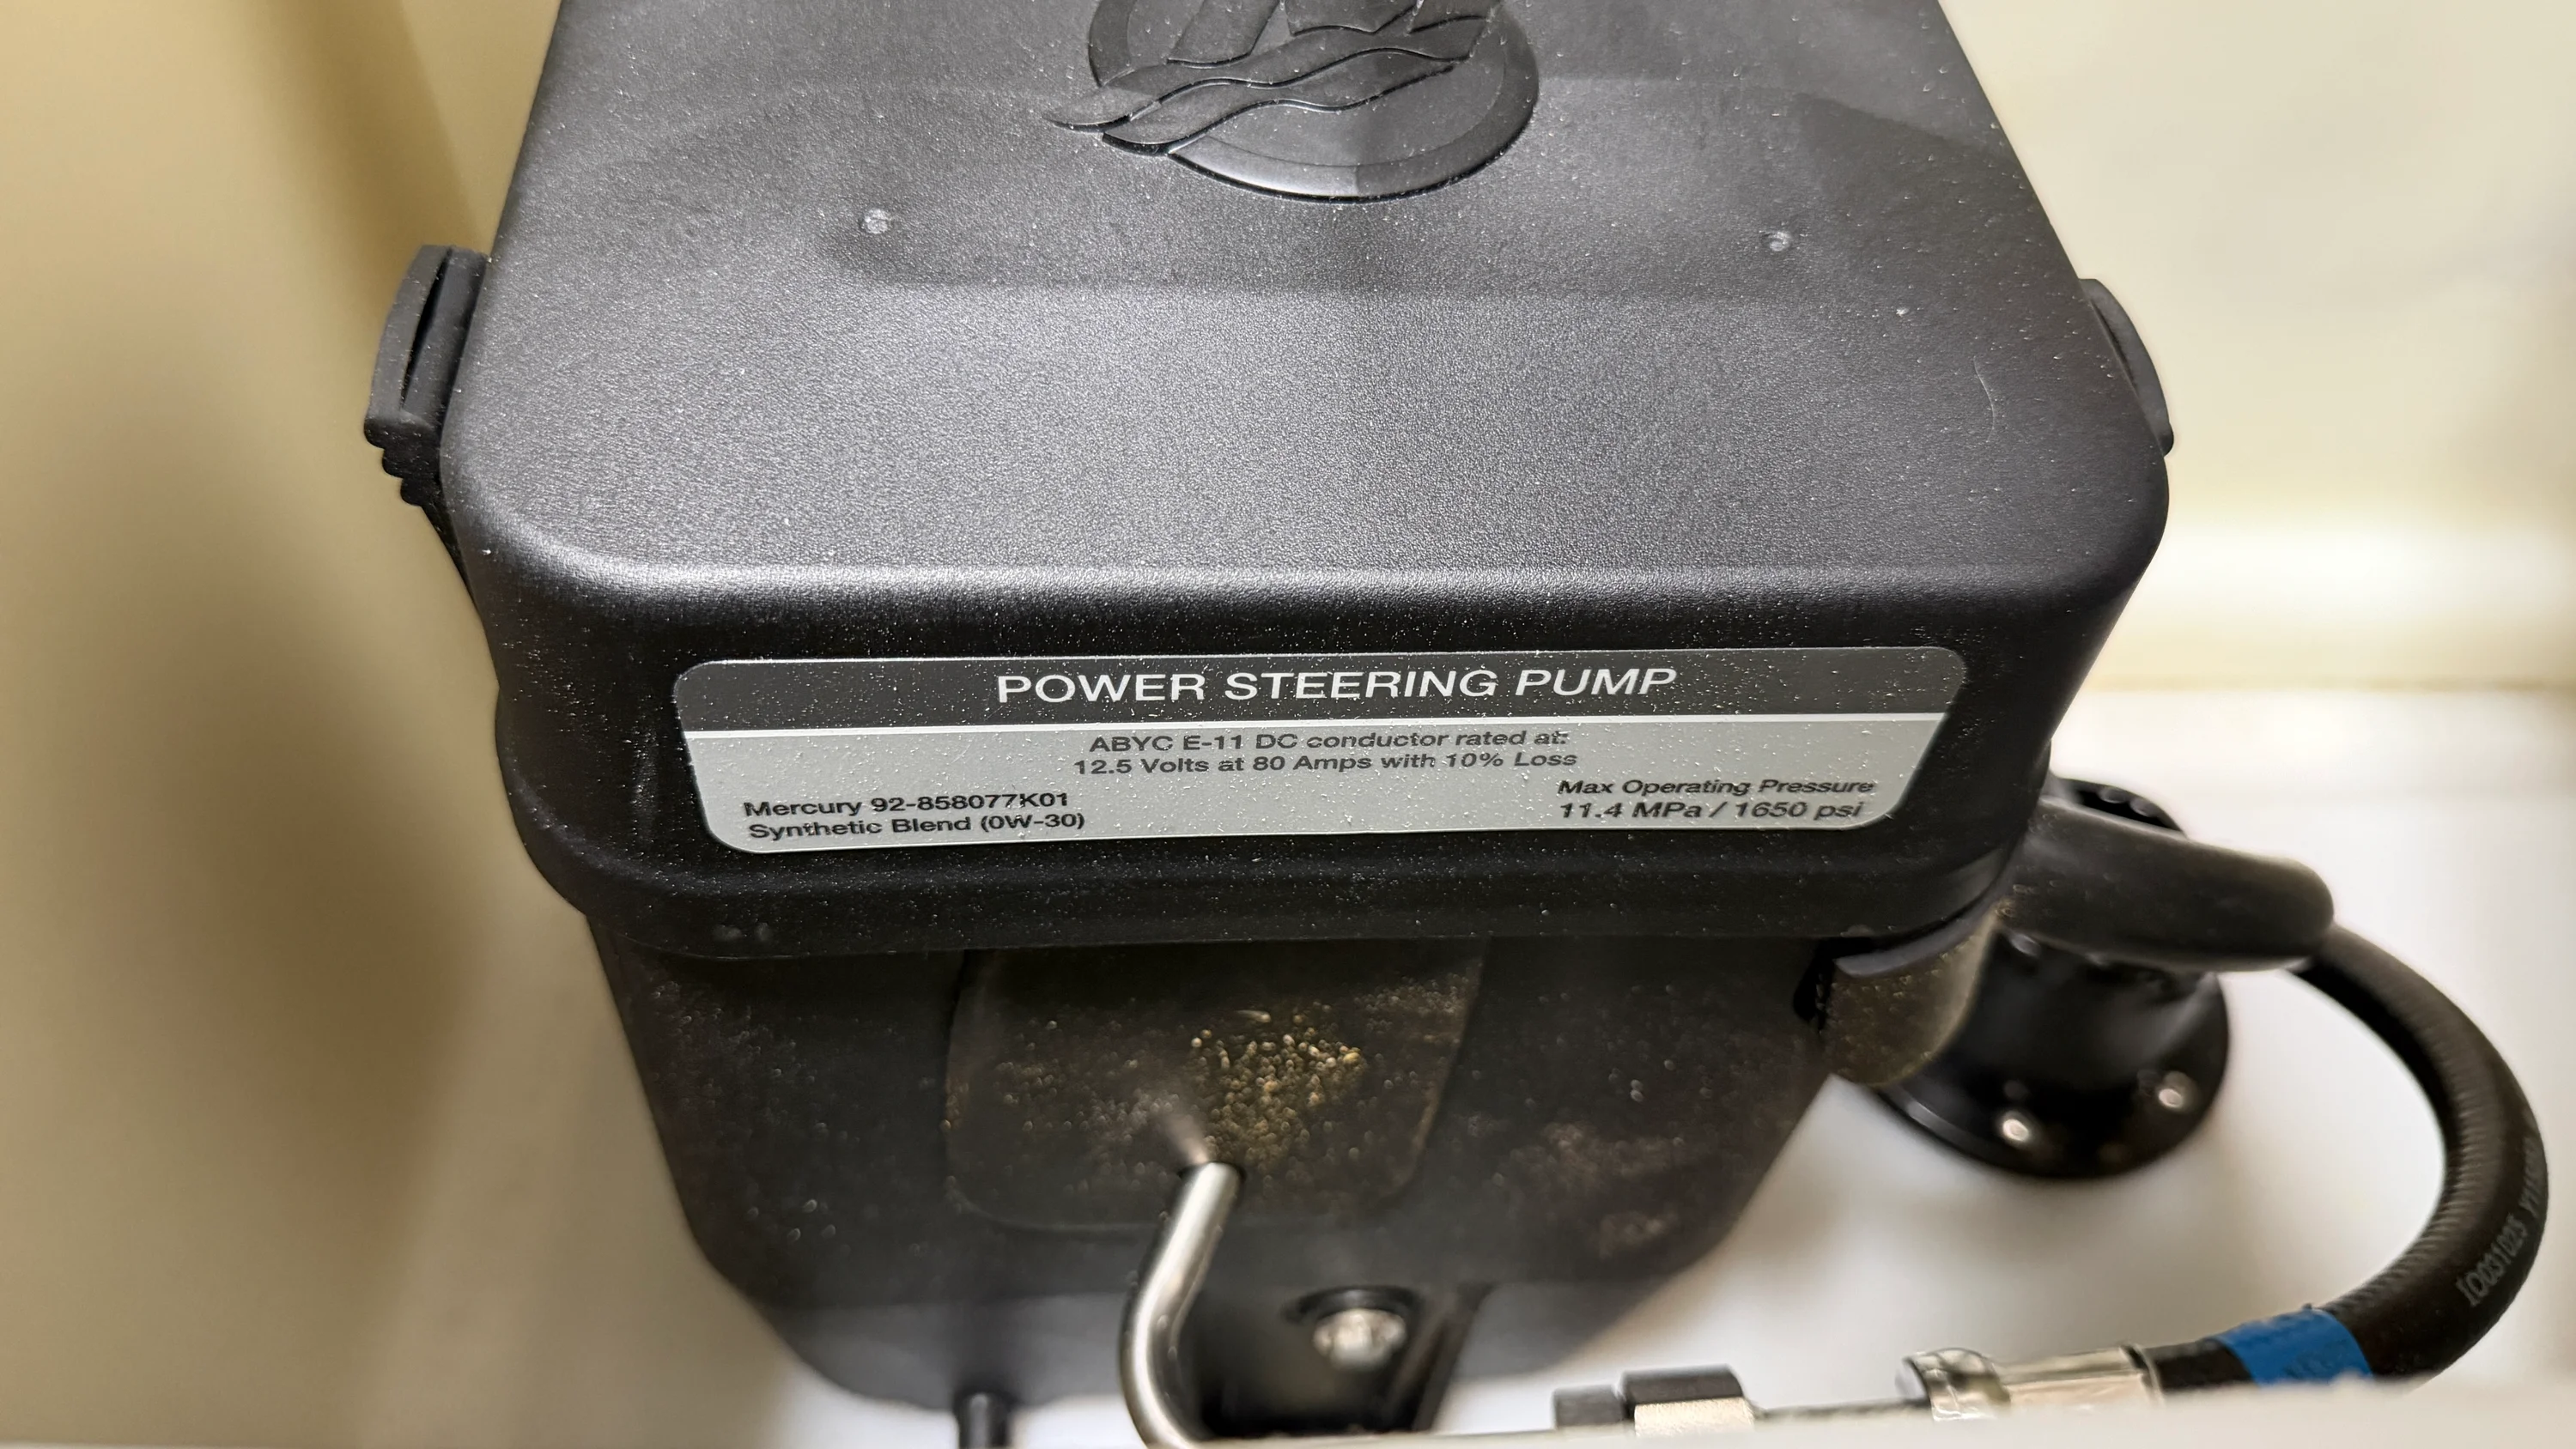 POWER STEERING PUMP
ABYC E-11 DC conductor rated at:
12.5 Volts at 80 Amps with 10% Loss
Mercury 92-858077K01
Synthetic Blend (0W-30)
Max Operating Pressure
11.4 MPa / 1650 psi